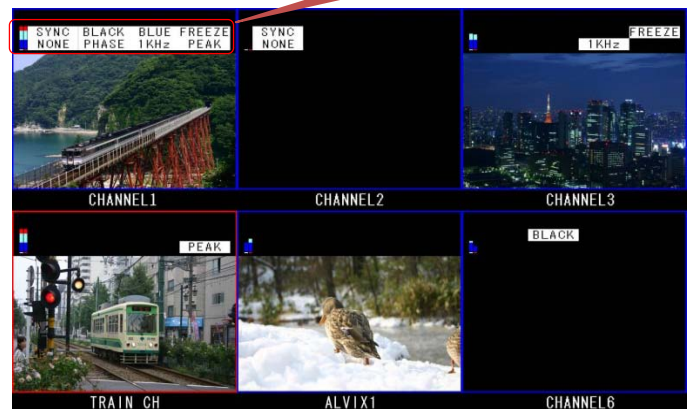 SYNC BLACK BLUE FREEZE
NONE PHASE 1KHz PEAK
SYNC
NONE
FREEZE
1KHz
CHANNEL1
CHANNEL2
CHANNEL3
PEAK
BLACK
TRAIN CH
ALVIX1
CHANNEL6